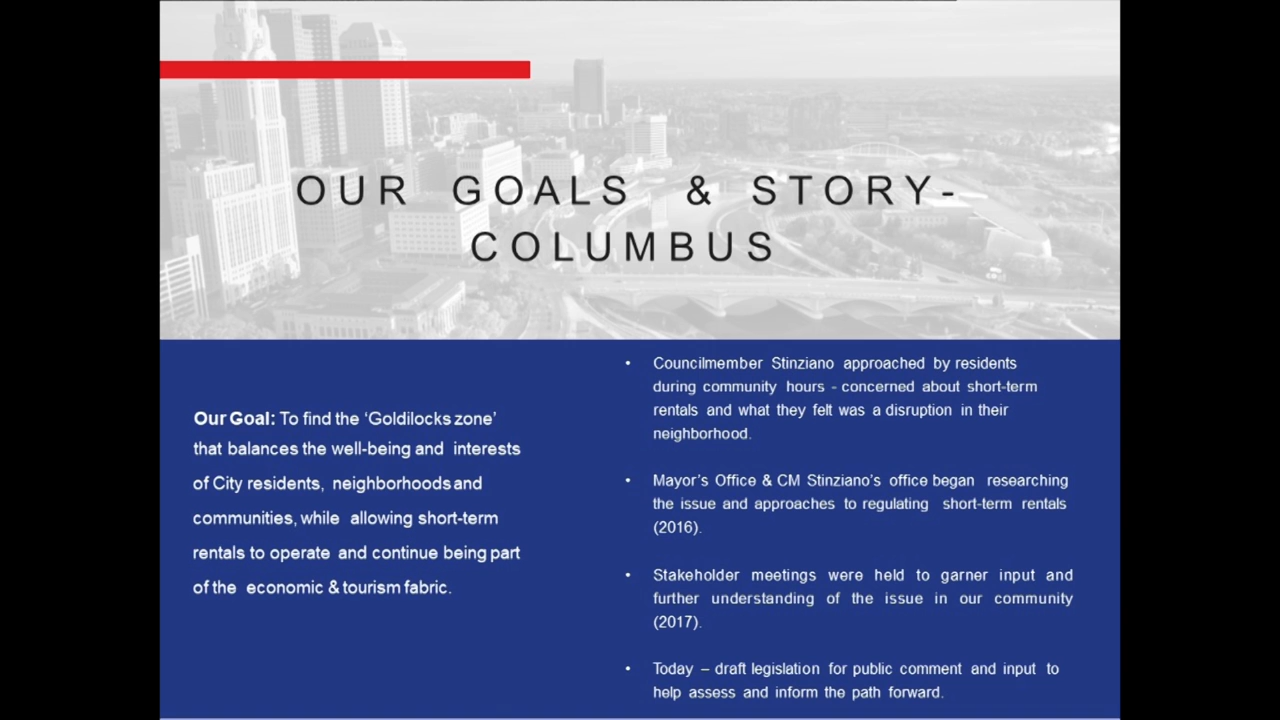 OUR GOALS & STORY-
COLUMBUS
Our Goal: To find the ‘Goldilocks zone’
that balances the well-being and interests
of City residents, neighborhoods and
communities, while allowing short-term
rentals to operate and continue being part
of the economic & tourism fabric.
• Councilmember Stinziano approached by residents
during community hours - concerned about short-term
rentals and what they felt was a disruption in their
neighborhood.
• Mayor’s Office & CM Stinziano’s office began researching
the issue and approaches to regulating short-term rentals
(2016).
• Stakeholder meetings were held to garner input and
further understanding of the issue in our community
(2017).
• Today – draft legislation for public comment and input to
help assess and inform the path forward.